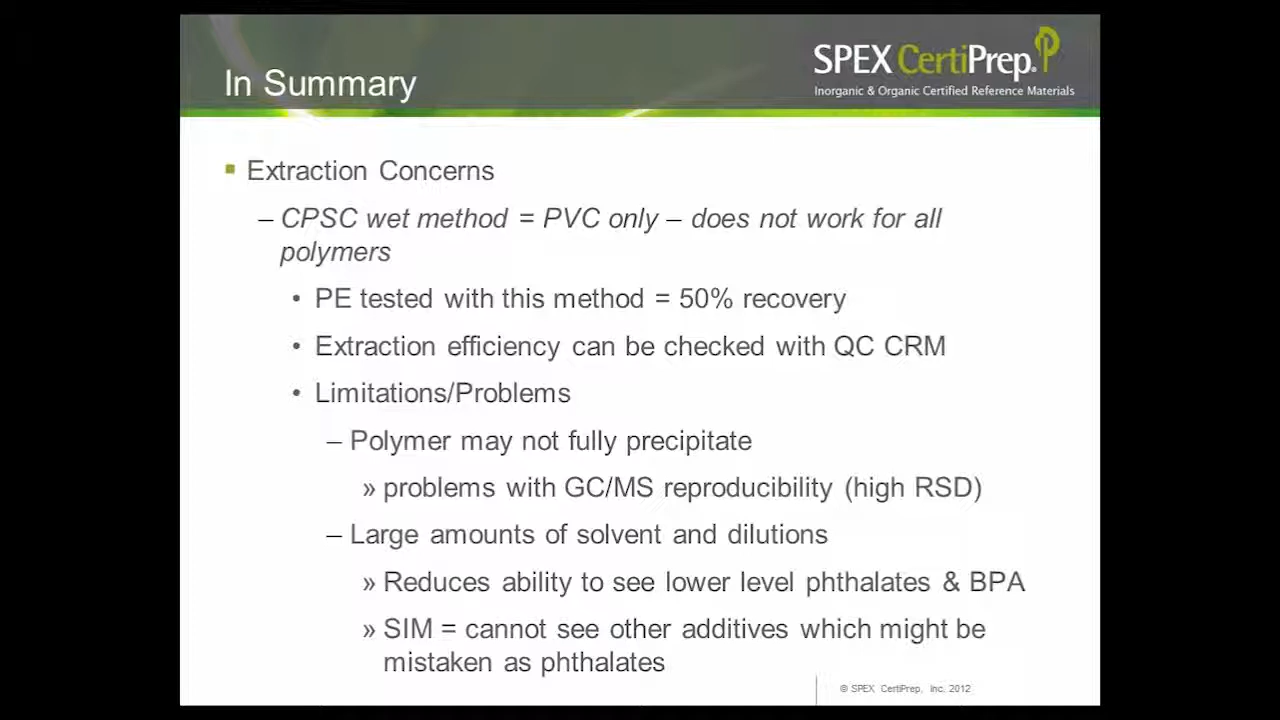 In Summary
SPEX CertiPrep.
Inorganic & Organic Certified Reference Materials
▪ Extraction Concerns
– CPSC wet method = PVC only – does not work for all
polymers
• PE tested with this method = 50% recovery
• Extraction efficiency can be checked with QC CRM
• Limitations/Problems
– Polymer may not fully precipitate
» problems with GC/MS reproducibility (high RSD)
– Large amounts of solvent and dilutions
» Reduces ability to see lower level phthalates & BPA
» SIM = cannot see other additives which might be
mistaken as phthalates
© SPEX CertiPrep, Inc. 2012